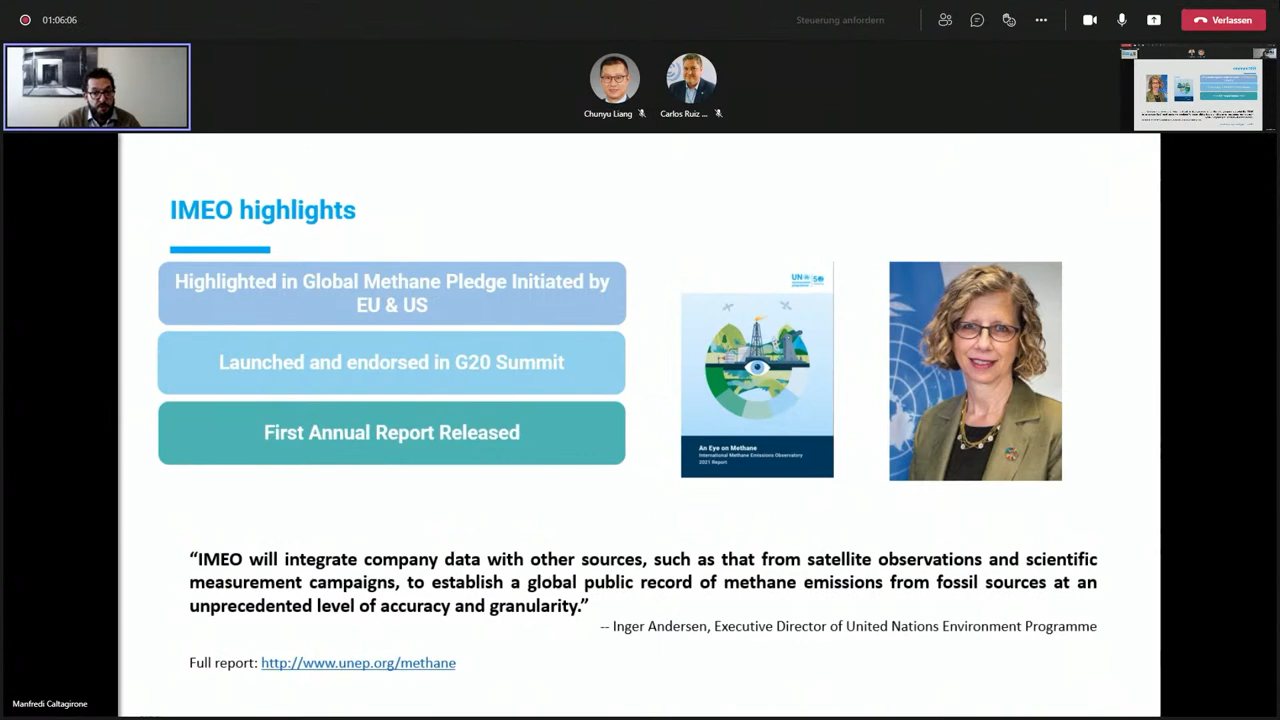 01:06:06
Steuerung anfordern
Verlassen
Chunyu Liang
Carlos Ruiz ...
IMEO highlights
Highlighted in Global Methane Pledge Initiated by
EU & US
Launched and endorsed in G20 Summit
First Annual Report Released
UN
An Eye on Methane
International Methane Emissions Observatory
2021 Report
“IMEO will integrate company data with other sources, such as that from satellite observations and scientific
measurement campaigns, to establish a global public record of methane emissions from fossil sources at an
unprecedented level of accuracy and granularity.”
-- Inger Andersen, Executive Director of United Nations Environment Programme
Full report: http://www.unep.org/methane
Manfredi Caltagirone